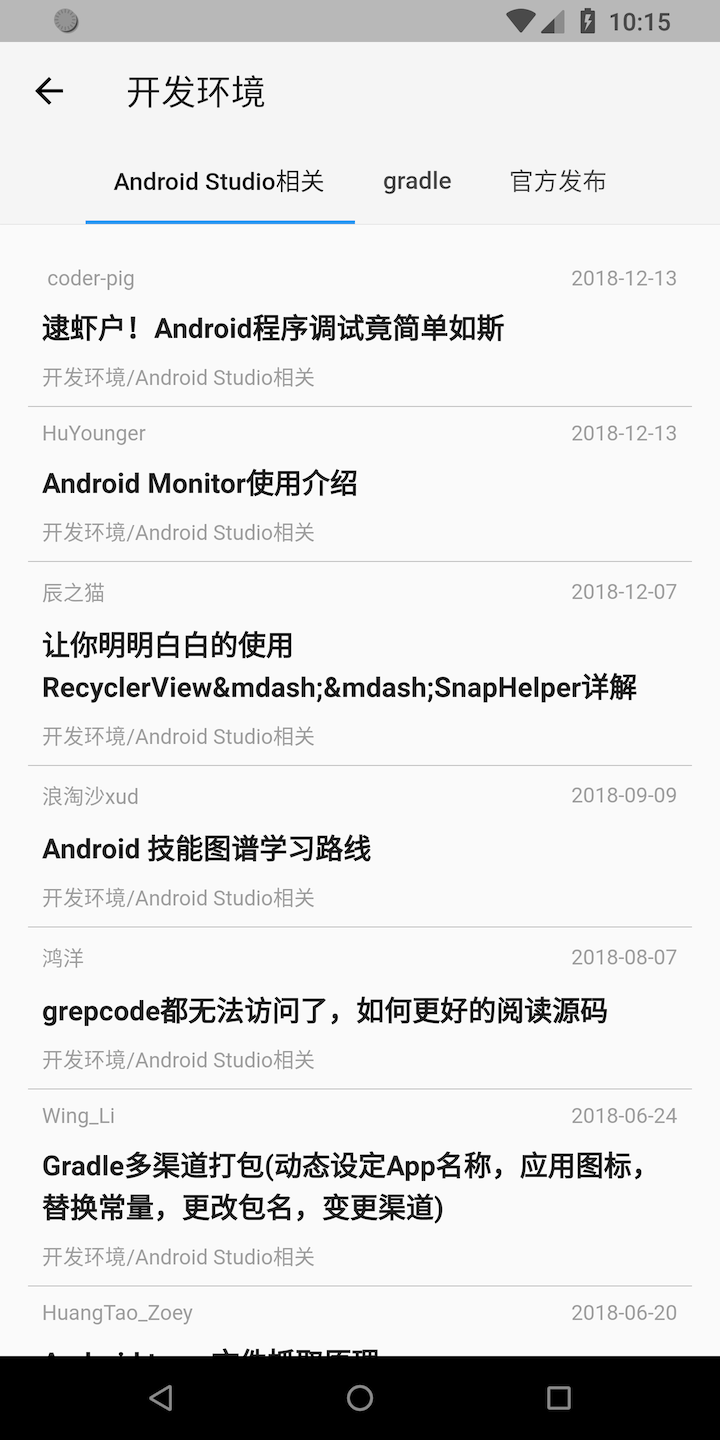 10:15
开发环境
Android Studio相关 gradle 官方发布
coder-pig 2018-12-13
逮虾户！Android程序调试竟简单如斯
开发环境/Android Studio相关
HuYounger 2018-12-13
Android Monitor使用介绍
开发环境/Android Studio相关
辰之猫 2018-12-07
让你明明白白的使用
RecyclerView&mdash;&mdash;SnapHelper详解
开发环境/Android Studio相关
浪淘沙xud 2018-09-09
Android 技能图谱学习路线
开发环境/Android Studio相关
鸿洋 2018-08-07
grepcode都无法访问了，如何更好的阅读源码
开发环境/Android Studio相关
Wing_Li 2018-06-24
Gradle多渠道打包(动态设定App名称，应用图标，
替换常量，更改包名，变更渠道)
开发环境/Android Studio相关
HuangTao_Zoey 2018-06-20